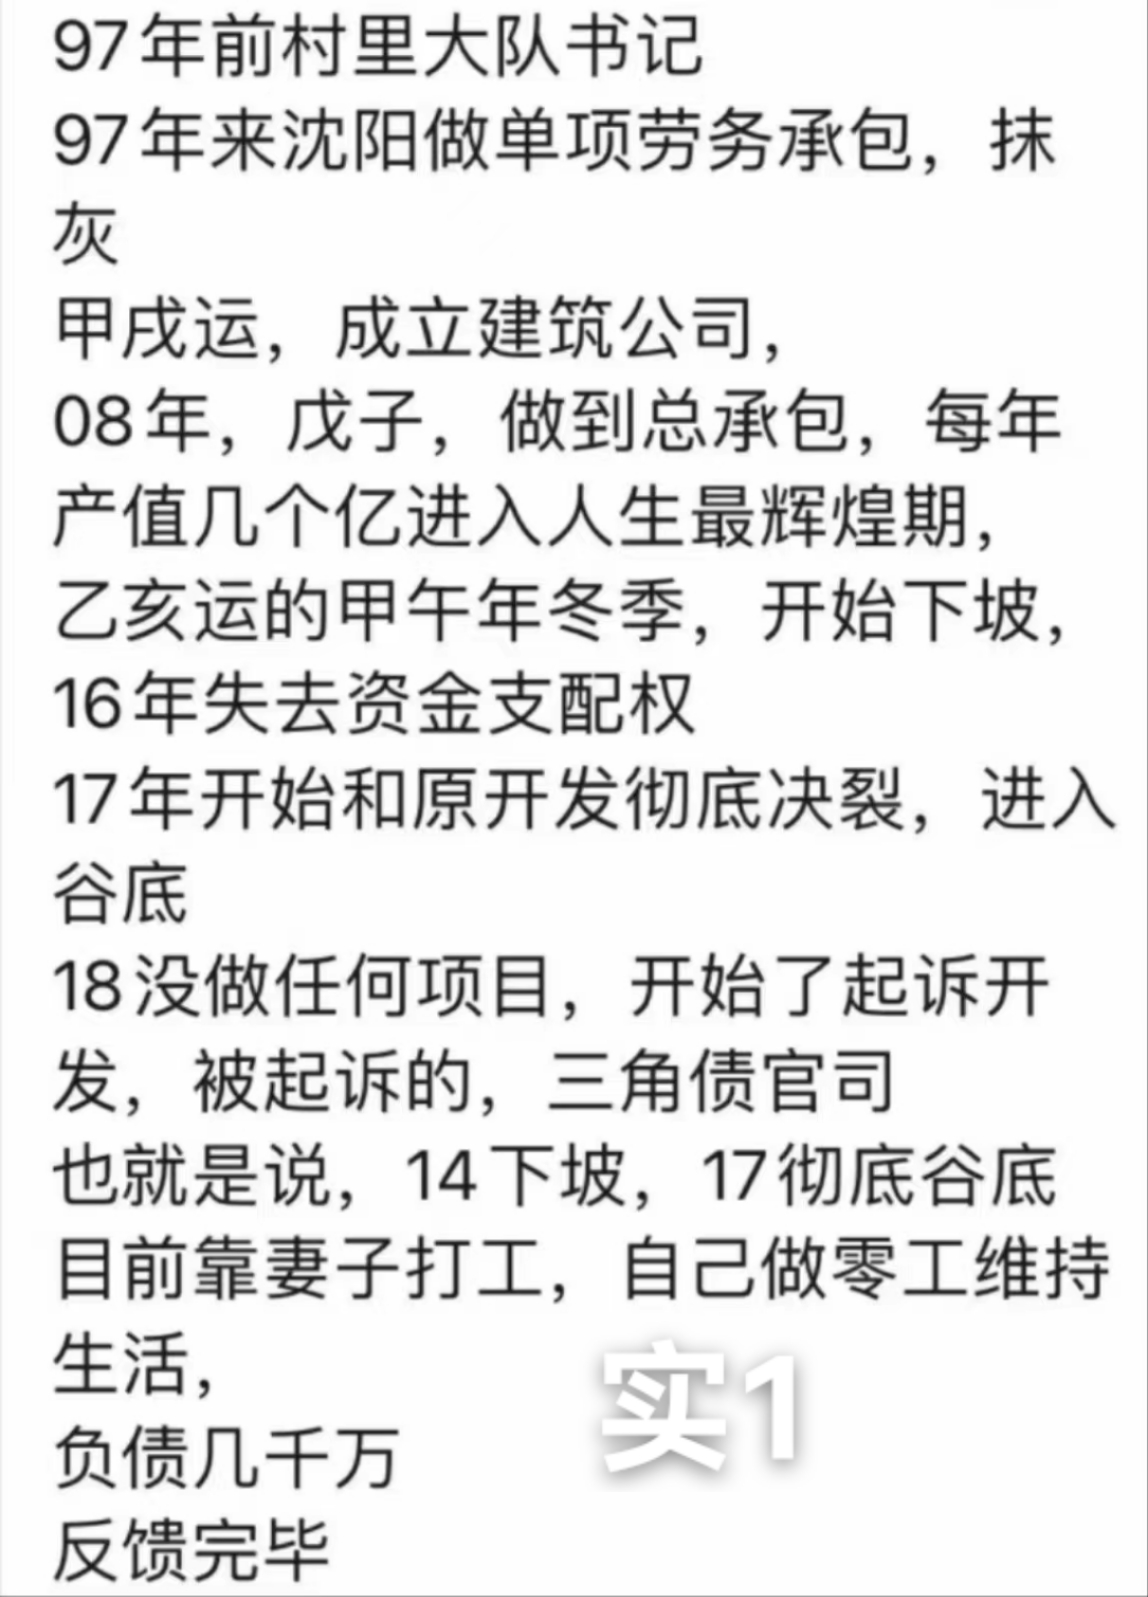 97年前村里大队书记
97年来沈阳做单项劳务承包，抹
灰
甲戌运，成立建筑公司，
08年，戊子，做到总承包，每年
产值几个亿进入人生最辉煌期，
乙亥运的甲午年冬季，开始下坡，
16年失去资金支配权
17年开始和原开发彻底决裂，进入
谷底
18没做任何项目，开始了起诉开
发，被起诉的，三角债官司
也就是说，14下坡，17彻底谷底
目前靠妻子打工，自己做零工维持
生活，
实1
负债几千万
反馈完毕